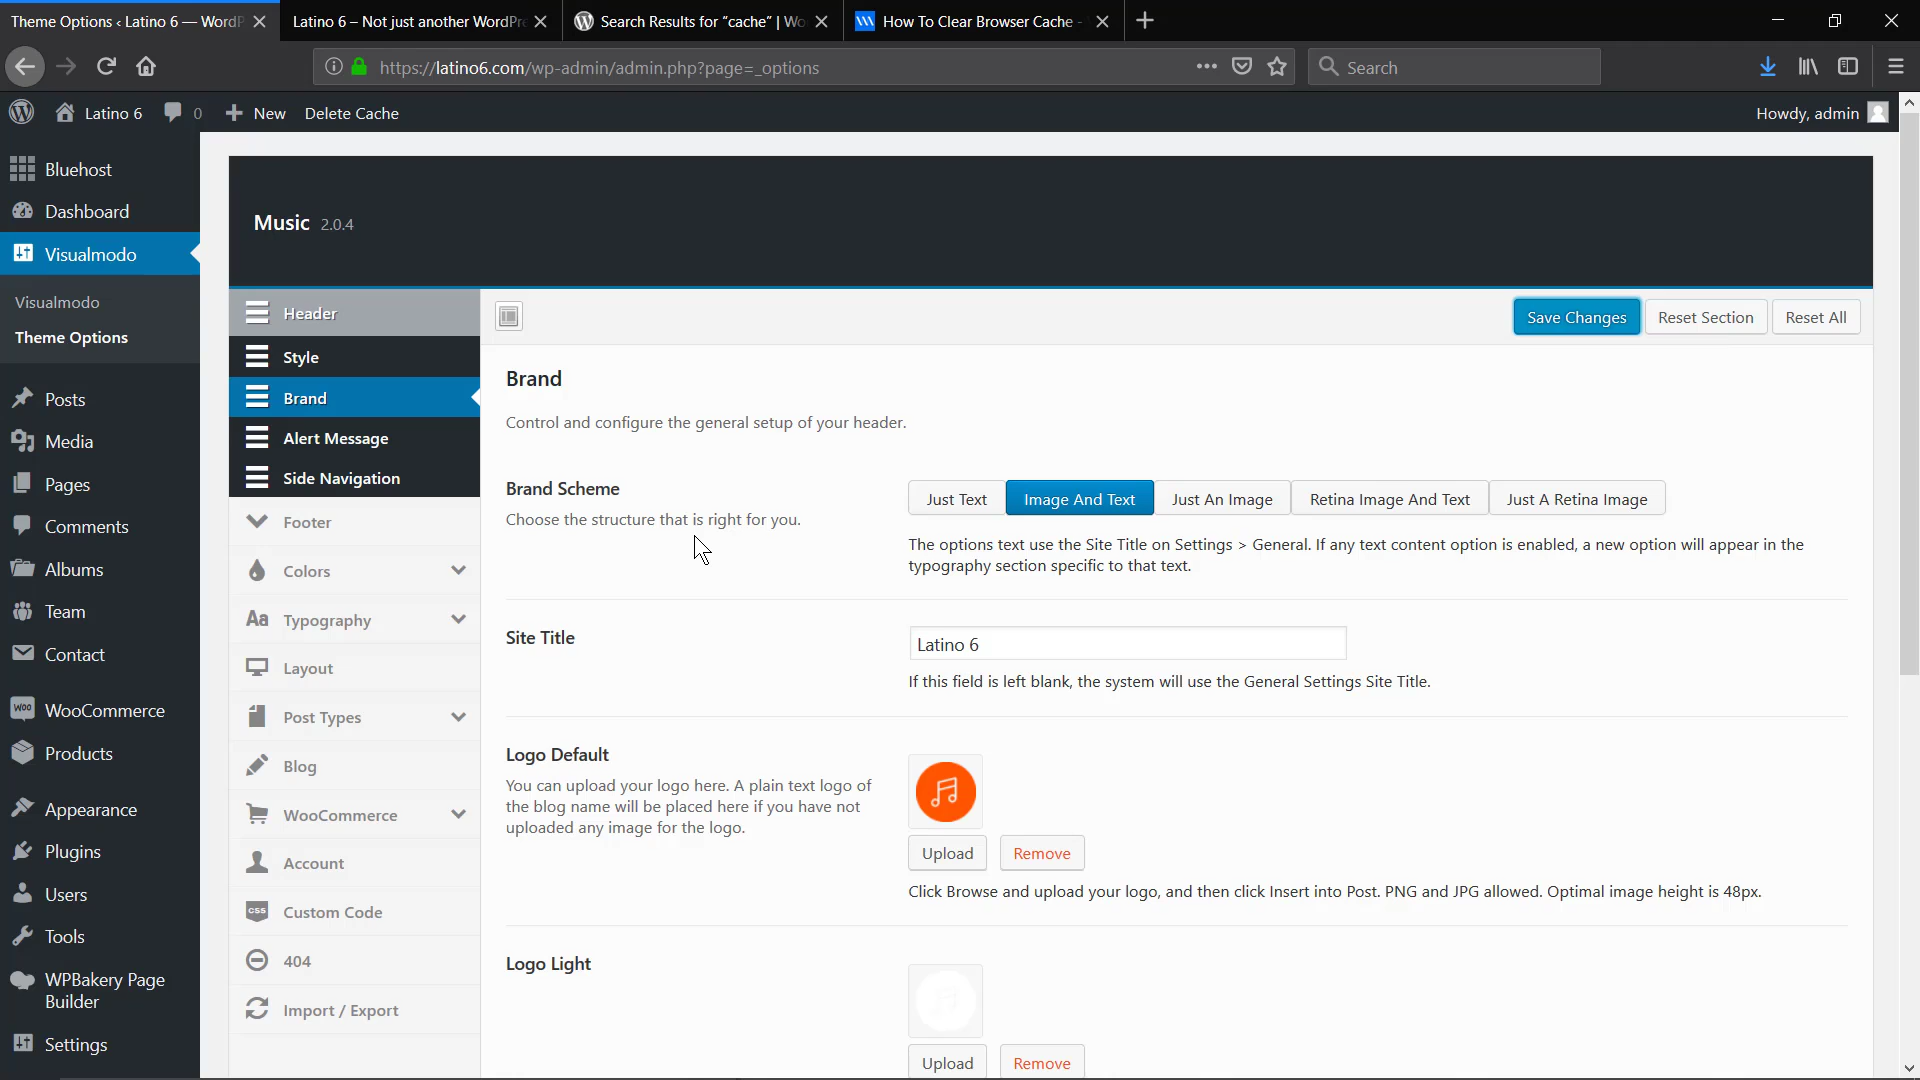 Theme Options ‹ Latino 6 — WordP
Latino 6 – Not just another WordPre
Search Results for “cache” | Wo
How To Clear Browser Cache -
https://latino6.com/wp-admin/admin.php?page=_options
Search
Latino 6
0
New
Delete Cache
Howdy, admin
Bluehost
Dashboard
Visualmodo
Visualmodo
Theme Options
Posts
Media
Pages
Comments
Albums
Team
Contact
WooCommerce
Products
Appearance
Plugins
Users
Tools
WPBakery Page
Builder
Settings
Music 2.0.4
Header
Style
Brand
Alert Message
Side Navigation
Footer
Colors
Aa Typography
Layout
Post Types
Blog
WooCommerce
Account
CSS Custom Code
404
Import / Export
Save Changes
Reset Section
Reset All
Brand
Control and configure the general setup of your header.
Brand Scheme
Choose the structure that is right for you.
Just Text
Image And Text
Just An Image
Retina Image And Text
Just A Retina Image
The options text use the Site Title on Settings > General. If any text content option is enabled, a new option will appear in the
typography section specific to that text.
Site Title
Latino 6
If this field is left blank, the system will use the General Settings Site Title.
Logo Default
You can upload your logo here. A plain text logo of
the blog name will be placed here if you have not
uploaded any image for the logo.
Upload
Remove
Click Browse and upload your logo, and then click Insert into Post. PNG and JPG allowed. Optimal image height is 48px.
Logo Light
Upload
Remove